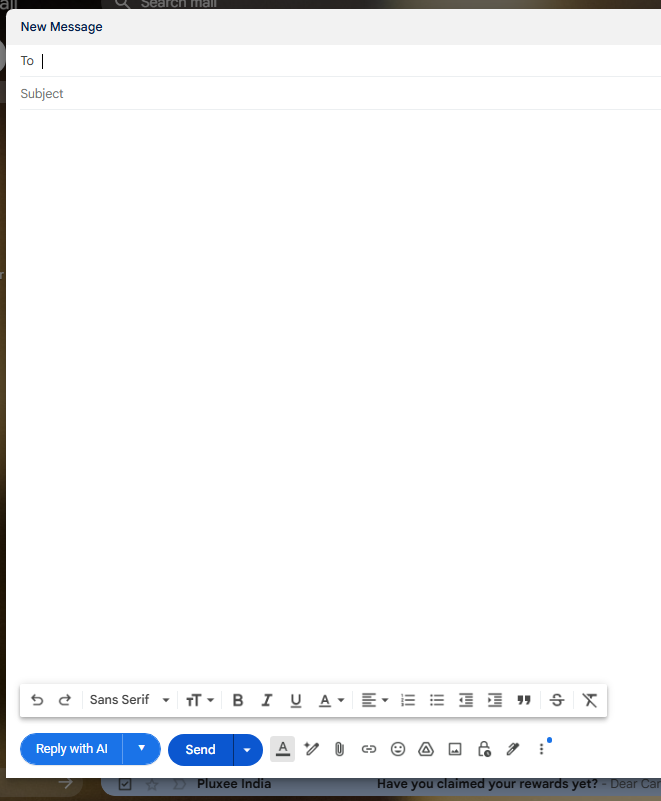 Search mail
New Message
To
Subject
Sans Serif
Reply with AI
Send
Pluxee India Have you claimed your rewards yet? - Dear Car